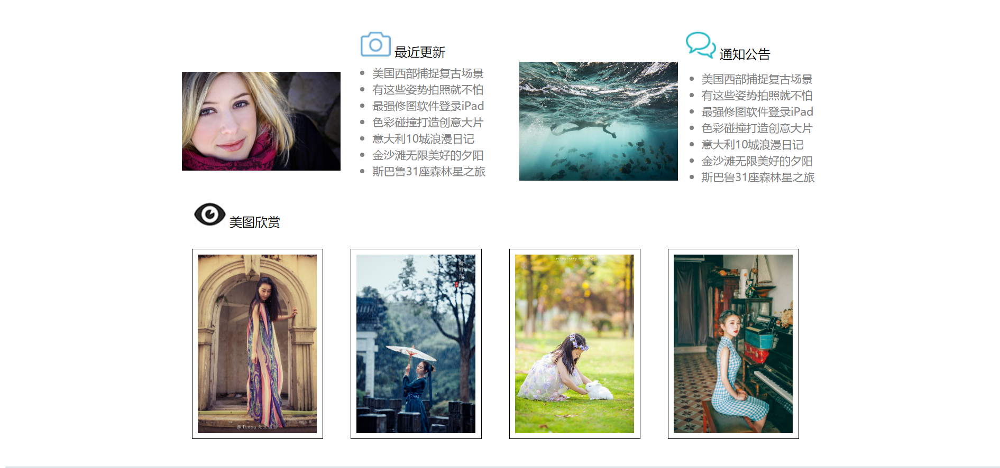 最近更新
美国西部捕捉复古场景
有这些姿势拍照就不怕
最强修图软件登录iPad
色彩碰撞打造创意大片
意大利10城浪漫日记
金沙滩无限美好的夕阳
斯巴鲁31座森林星之旅
通知公告
美国西部捕捉复古场景
有这些姿势拍照就不怕
最强修图软件登录iPad
色彩碰撞打造创意大片
意大利10城浪漫日记
金沙滩无限美好的夕阳
斯巴鲁31座森林星之旅
美图欣赏
@Tudou
photography